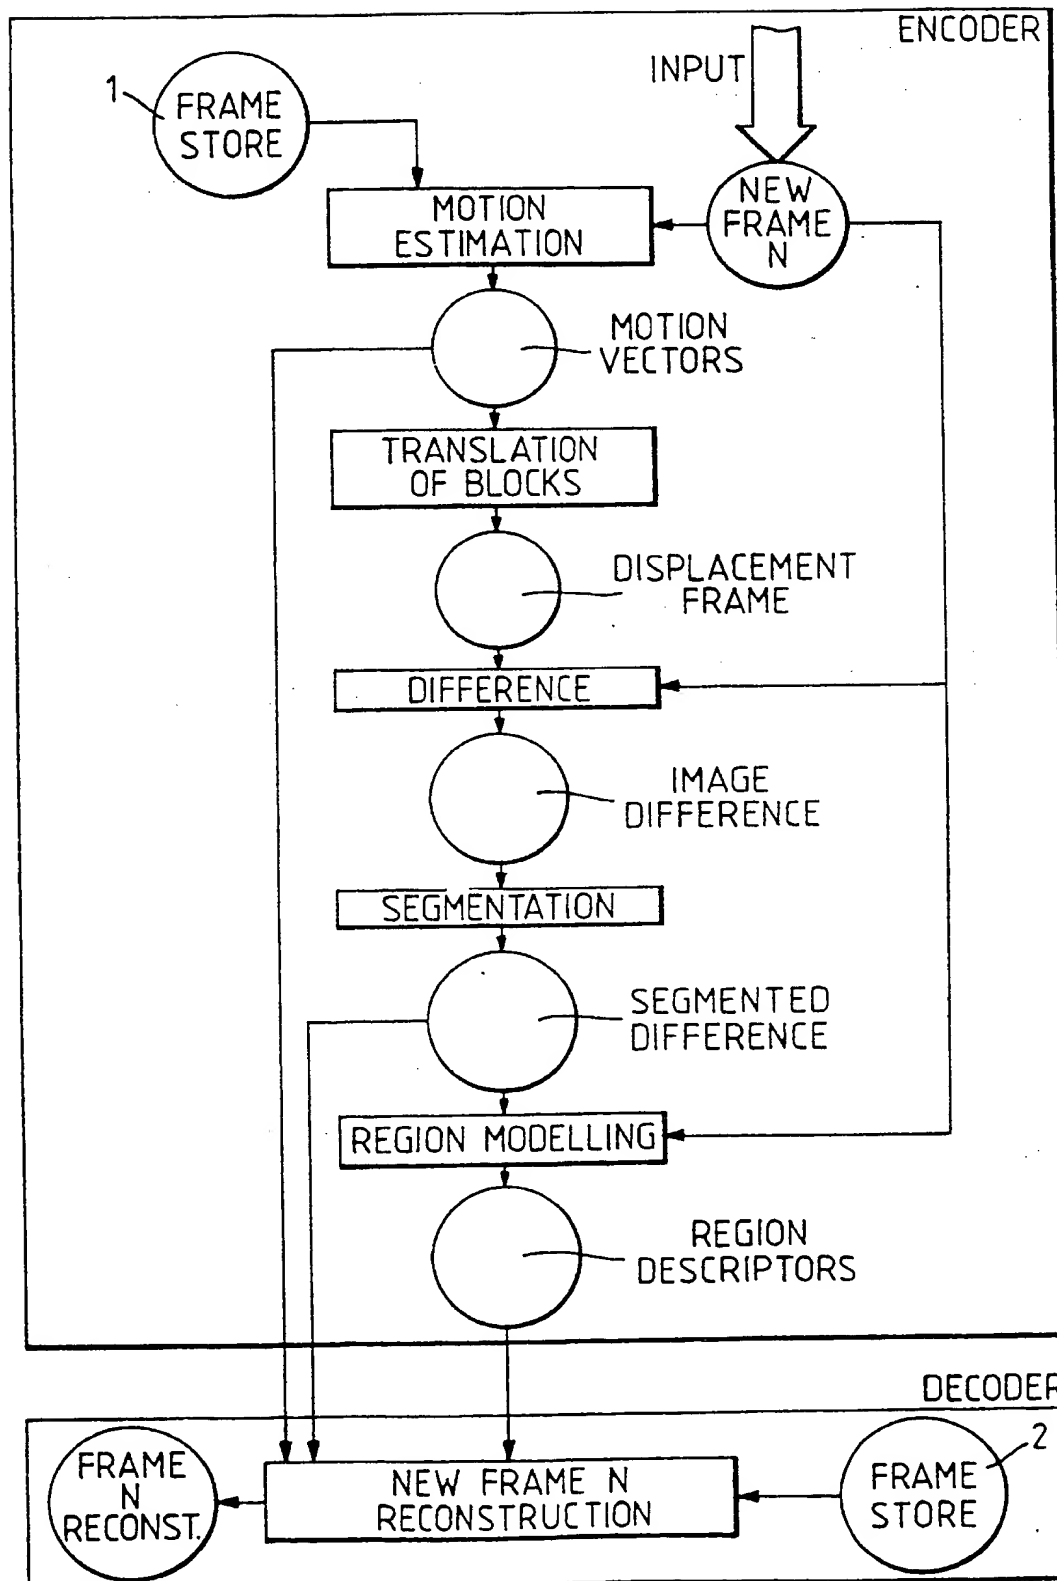 ENCODER
INPUT
1
FRAME
STORE
NEW
FRAME
N
MOTION
ESTIMATION
MOTION
VECTORS
TRANSLATION
OF BLOCKS
DISPLACEMENT
FRAME
DIFFERENCE
IMAGE
DIFFERENCE
SEGMENTATION
SEGMENTED
DIFFERENCE
REGION MODELLING
REGION
DESCRIPTORS
DECODER
FRAME
N
RECONST.
NEW FRAME N
RECONSTRUCTION
FRAME
STORE
2